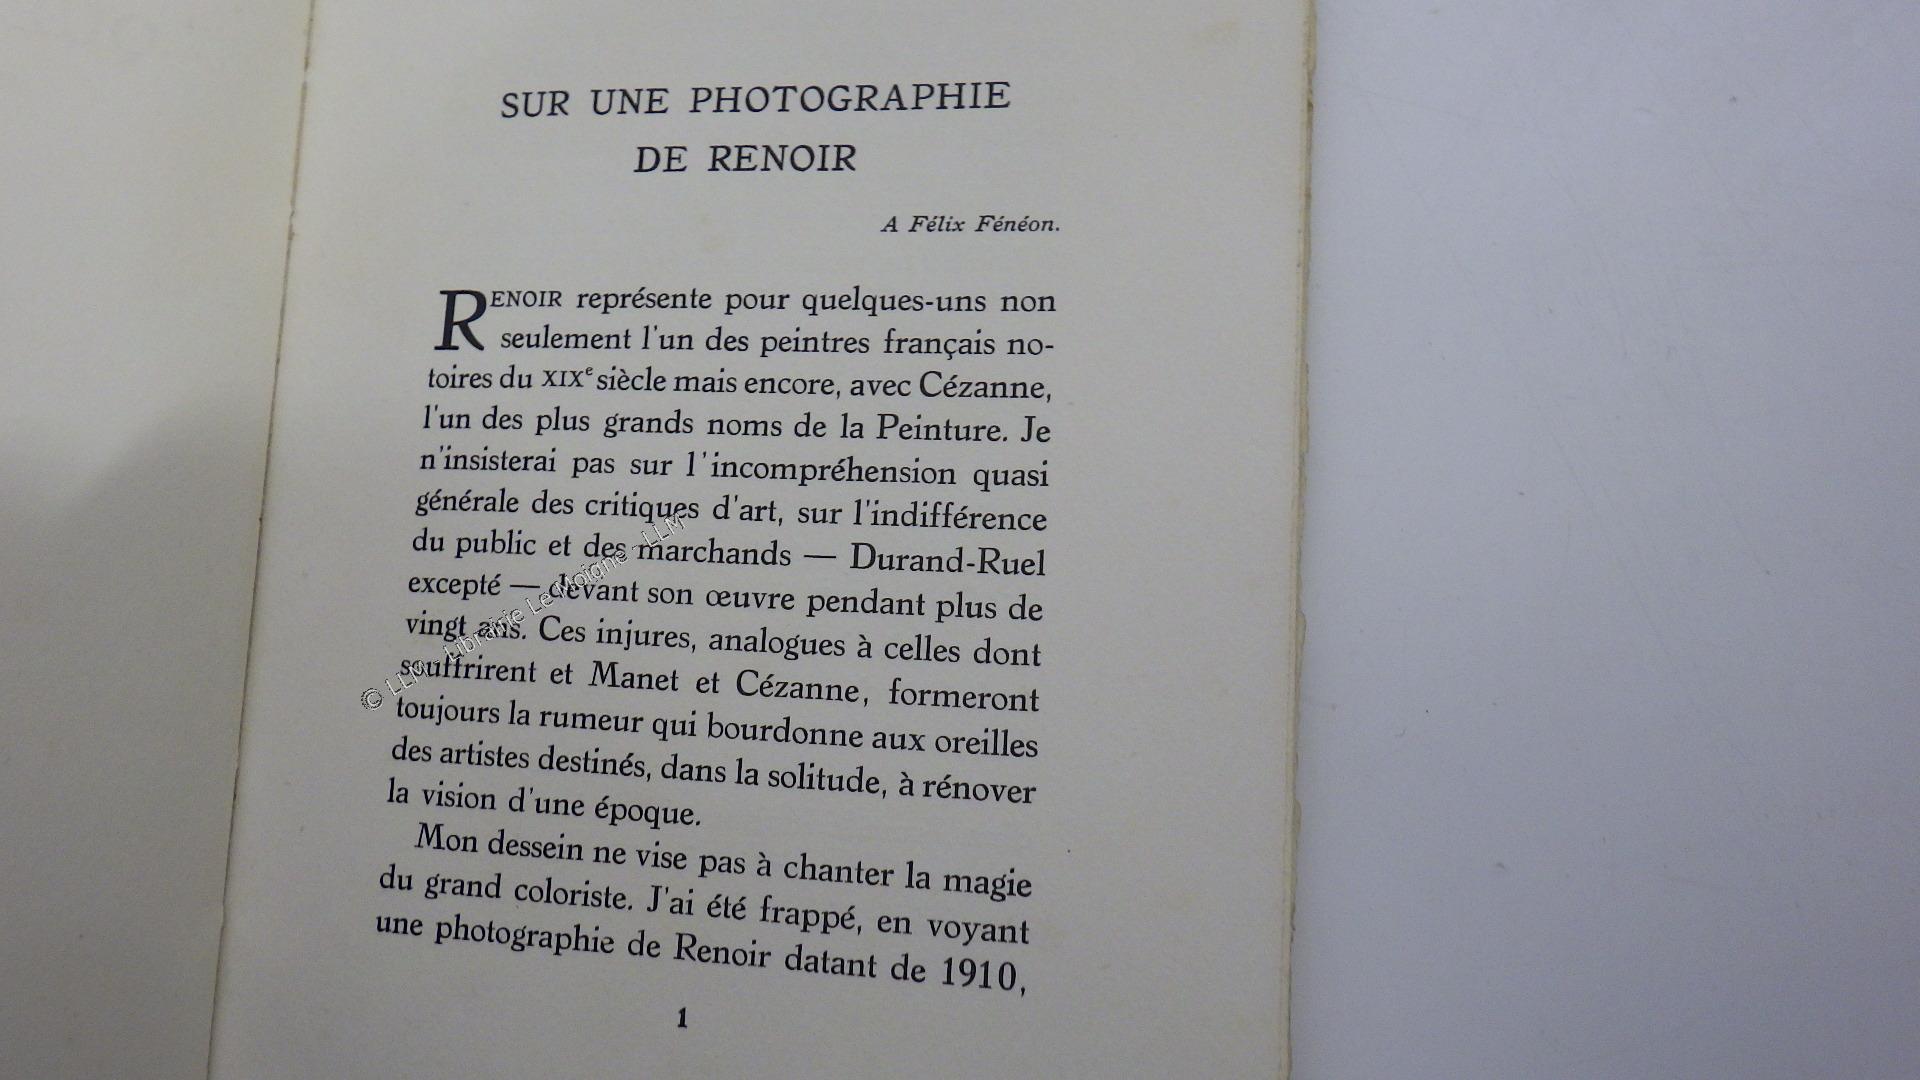 SUR UNE PHOTOGRAPHIE
DE RENOIR
A Félix Fénéon.
RENOIR représente pour quelques-uns non
seulement l'un des peintres français no-
toires du XIXe siècle mais encore, avec Cézanne,
l'un des plus grands noms de la Peinture. Je
n'insisterai pas sur l'incompréhension quasi
générale des critiques d'art, sur l'indifférence
du public et des marchands — Durand-Ruel
excepté — devant son œuvre pendant plus de
vingt ans. Ces injures, analogues à celles dont
souffrirent et Manet et Cézanne, formeront
toujours la rumeur qui bourdonne aux oreilles
des artistes destinés, dans la solitude, à rénover
la vision d'une époque.
Mon dessein ne vise pas à chanter la magie
du grand coloriste. J'ai été frappé, en voyant
une photographie de Renoir datant de 1910,
1
© LLM - Librairie Le Moigne - LLM